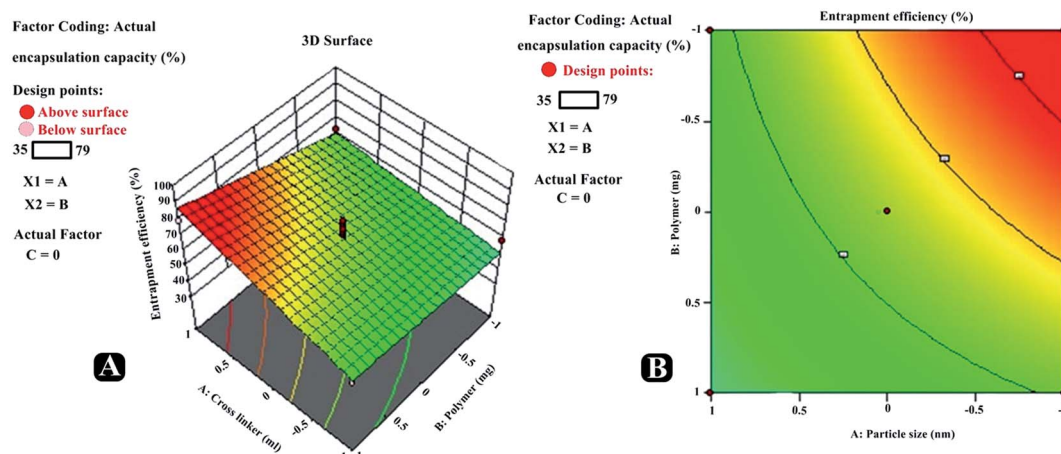 Factor Coding: Actual
encapsulation capacity (%)
Design points:
Above surface
Below surface
35 79
X1 = A
X2 = B
Actual Factor
C = 0
3D Surface
Entrapment efficiency (%)
100
90
80
70
60
50
40
30
1
0.5
0
-0.5
A: Cross linker (ml)
-1
-0.5
0
0.5
B: Polymer (mg)
A
Factor Coding: Actual
encapsulation capacity (%)
Design points:
35 79
X1 = A
X2 = B
Actual Factor
C = 0
Entrapment efficiency (%)
-1
-0.5
0
0.5
1
B: Polymer (mg)
1 0.5 0 -0.5
A: Particle size (nm)
B